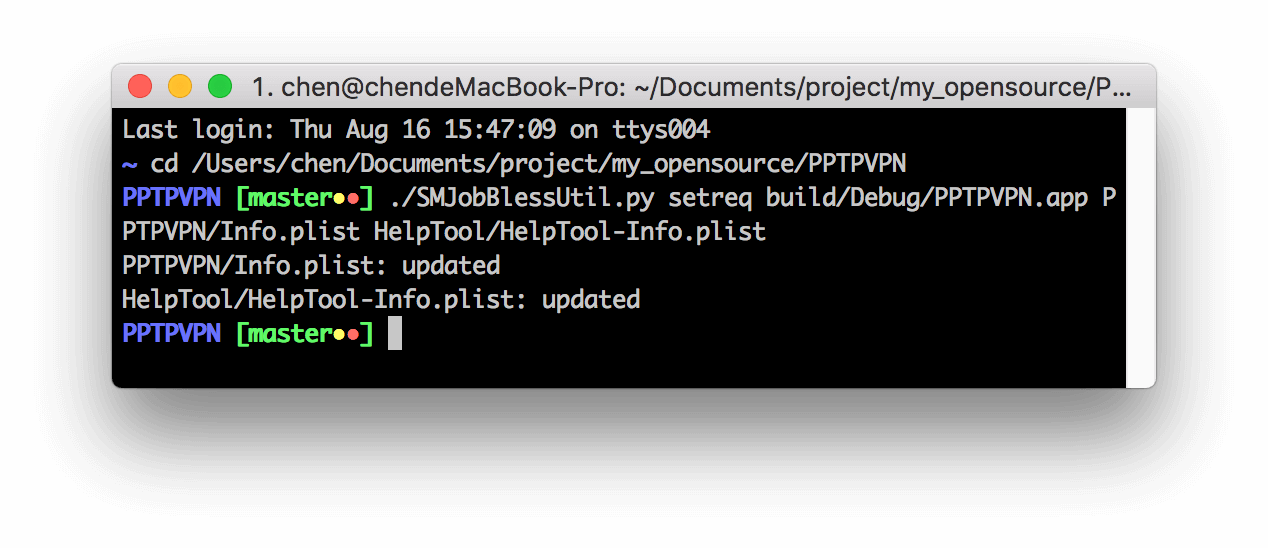 1. chen@chendeMacBook-Pro: ~/Documents/project/my_opensource/P...
Last login: Thu Aug 16 15:47:09 on ttys004
~ cd /Users/chen/Documents/project/my_opensource/PPTPVPN
PPTPVPN [master••] ./SMJobBlessUtil.py setreq build/Debug/PPTPVPN.app P
PTPVPN/Info.plist HelpTool/HelpTool-Info.plist
PPTPVPN/Info.plist: updated
HelpTool/HelpTool-Info.plist: updated
PPTPVPN [master••]